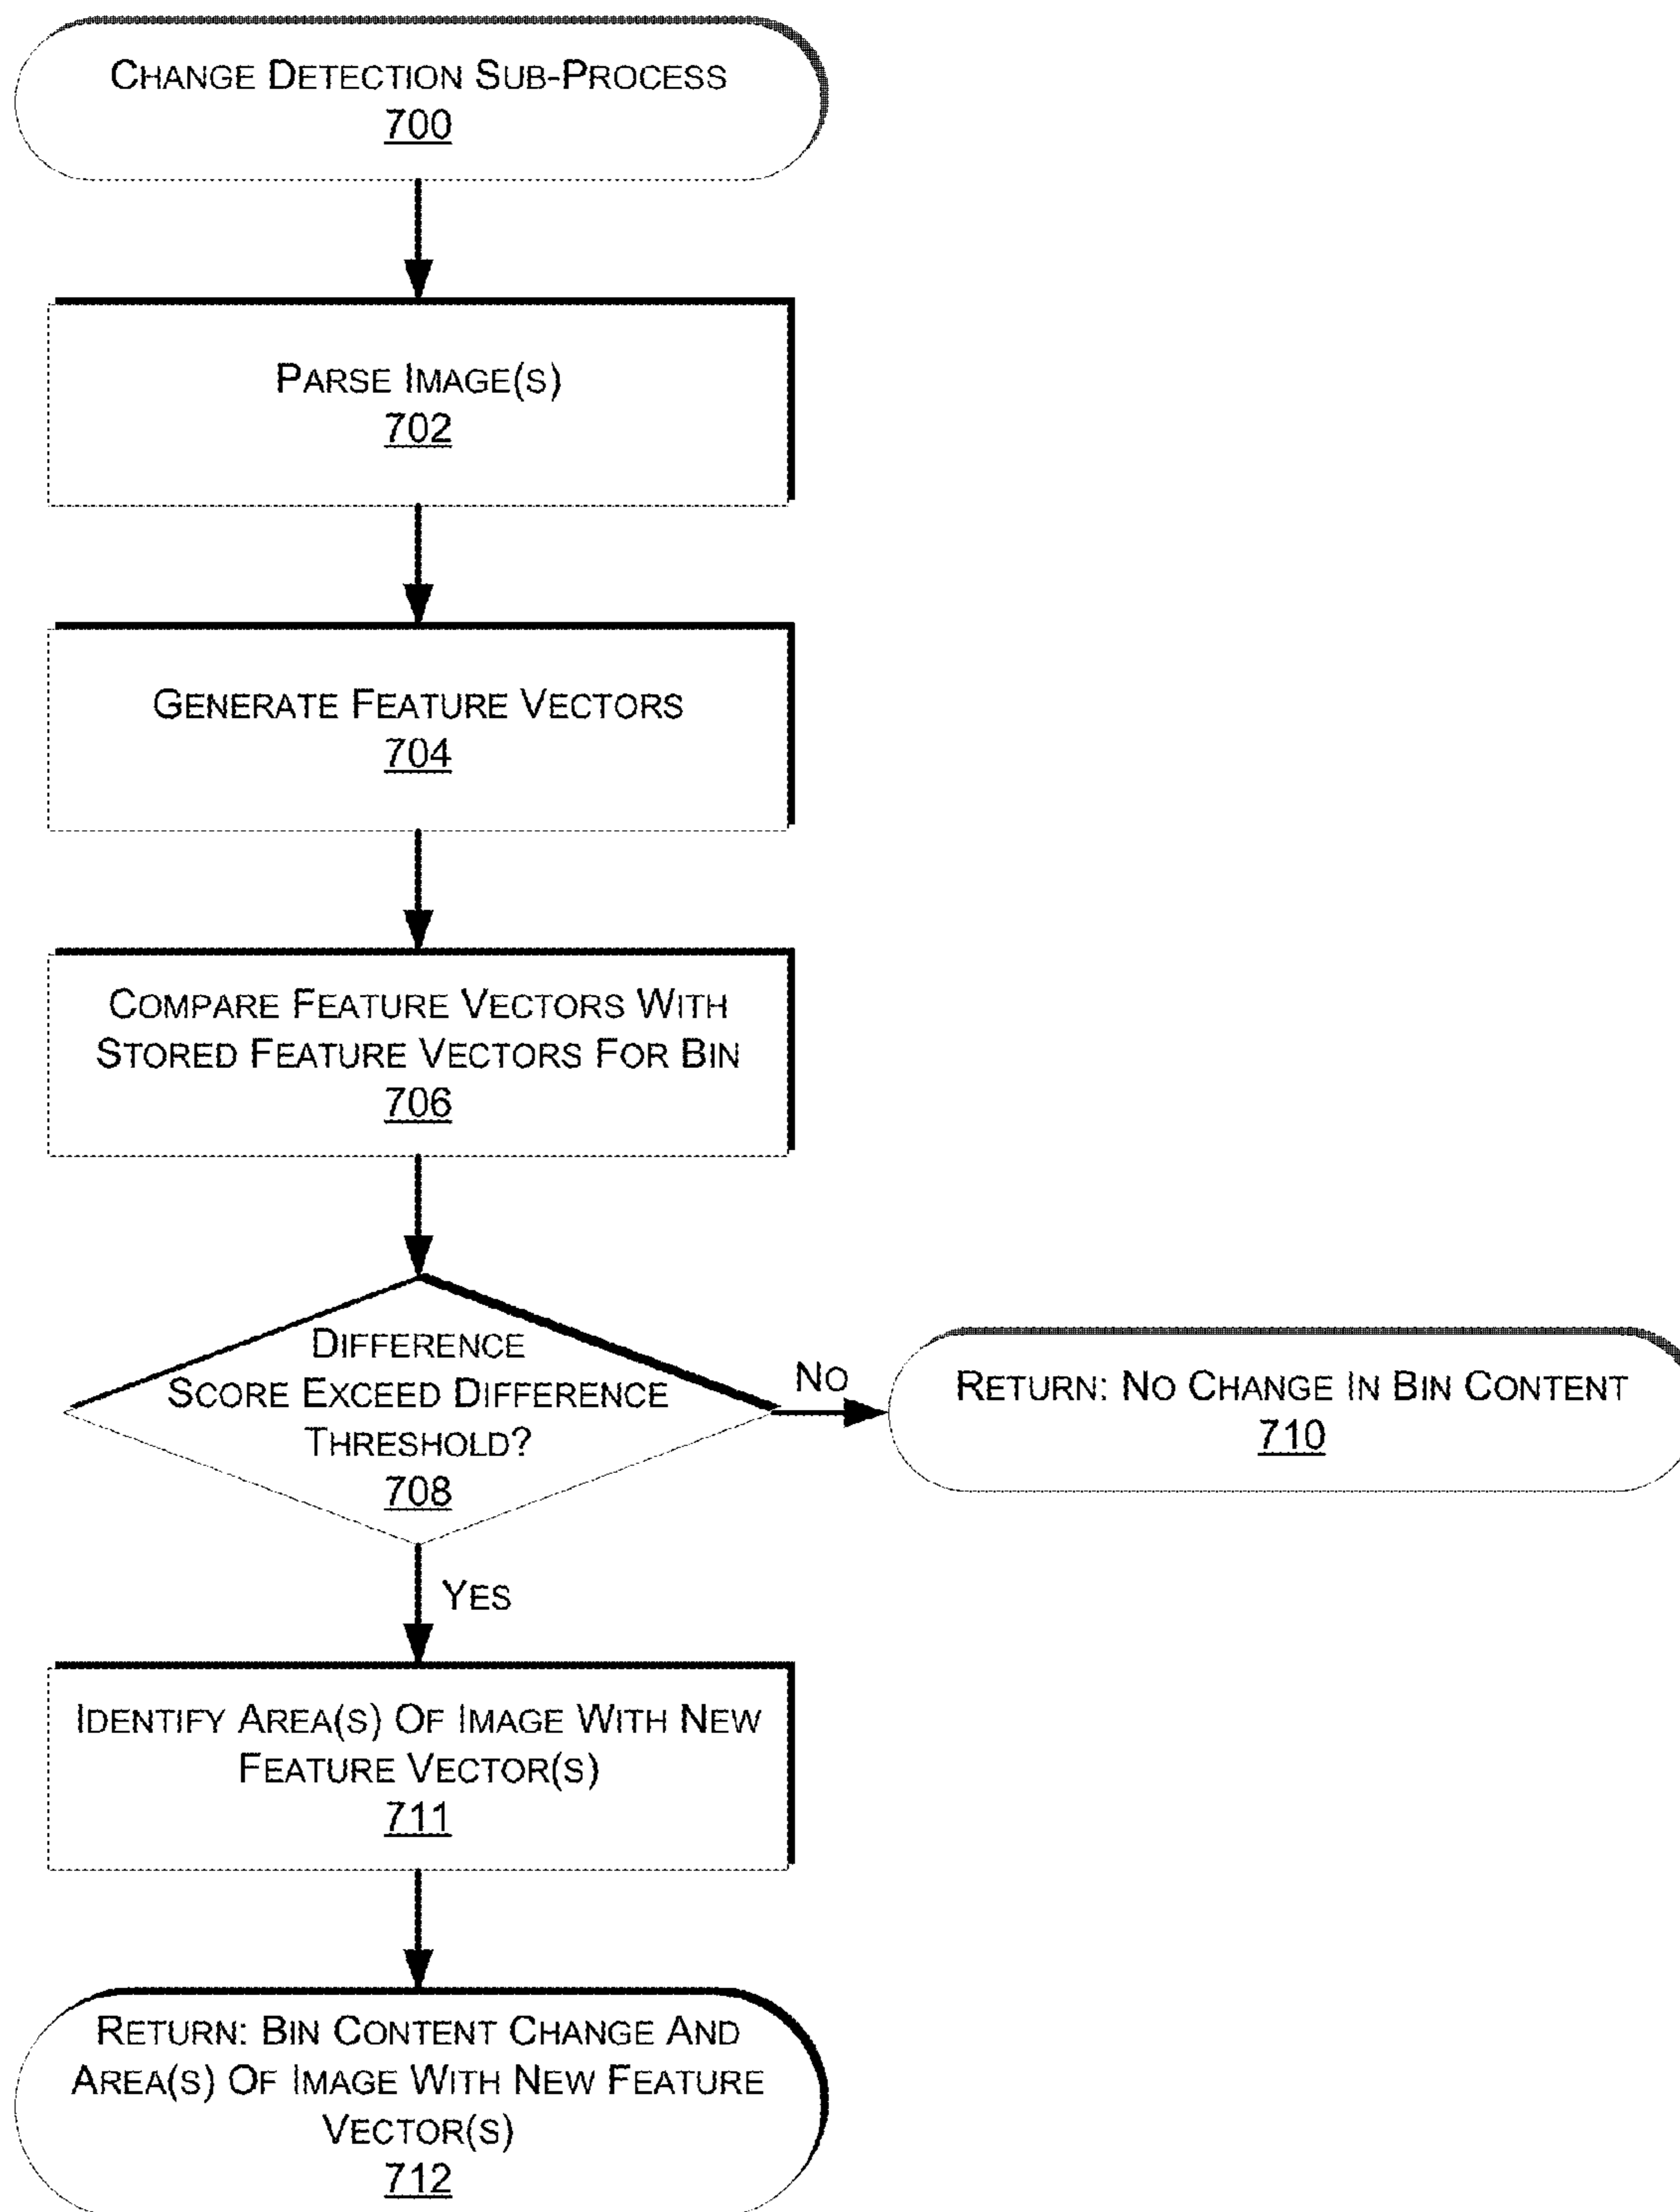 CHANGE DETECTION SUB-PROCESS
700
PARSE IMAGE(S)
702
GENERATE FEATURE VECTORS
704
COMPARE FEATURE VECTORS WITH
STORED FEATURE VECTORS FOR BIN
706
DIFFERENCE
SCORE EXCEED DIFFERENCE
THRESHOLD?
708
NO
RETURN: NO CHANGE IN BIN CONTENT
710
YES
IDENTIFY AREA(S) OF IMAGE WITH NEW
FEATURE VECTOR(S)
711
RETURN: BIN CONTENT CHANGE AND
AREA(S) OF IMAGE WITH NEW FEATURE
VECTOR(S)
712